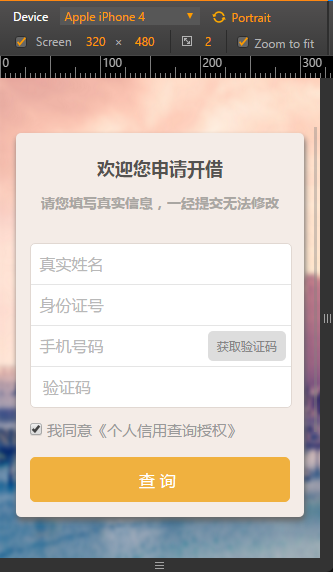 Device Apple iPhone 4 Portrait
Screen 320 × 480 2 Zoom to fit
0 100 200 300
欢迎您申请开借
请您填写真实信息，一经提交无法修改
真实姓名
身份证号
手机号码 获取验证码
验证码
我同意《个人信用查询授权》
查 询